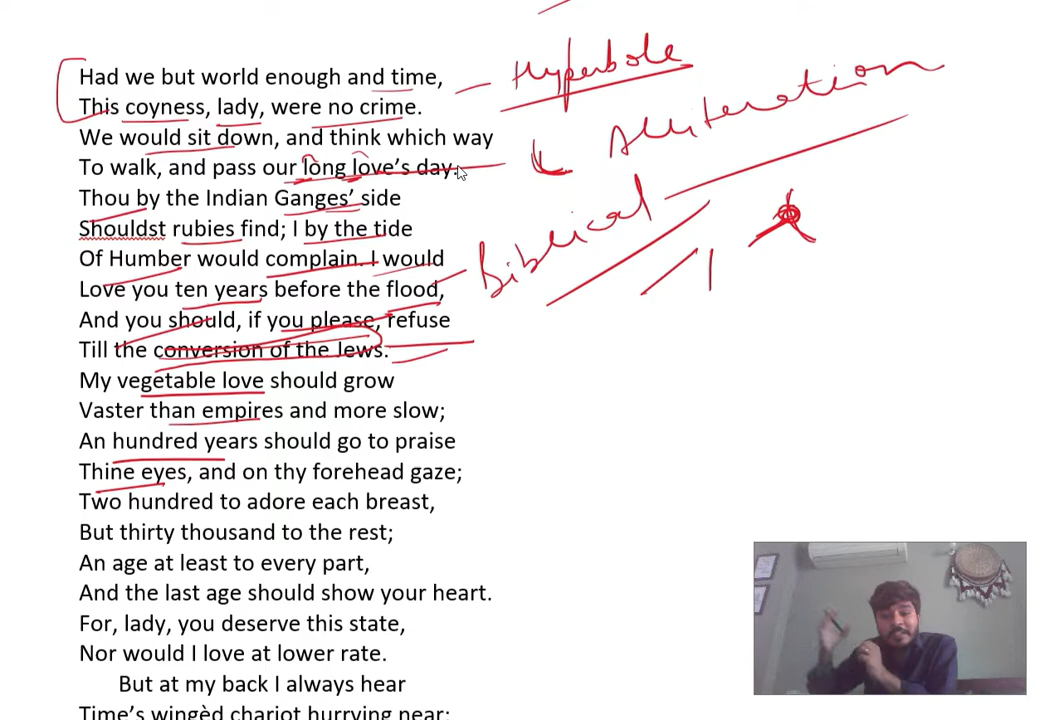 Had we but world enough and time,
Hyperbole
This coyness, lady, were no crime.
Alliteration
We would sit down, and think which way
To walk, and pass our long love's day.
Thou by the Indian Ganges' side
Biblical
Shouldst rubies find; I by the tide
Of Humber would complain. I would
Love you ten years before the flood,
And you should, if you please, refuse
Till the conversion of the Jews.
My vegetable love should grow
Vaster than empires and more slow;
An hundred years should go to praise
Thine eyes, and on thy forehead gaze;
Two hundred to adore each breast,
But thirty thousand to the rest;
An age at least to every part,
And the last age should show your heart.
For, lady, you deserve this state,
Nor would I love at lower rate.
But at my back I always hear
Time's wingèd chariot hurrying near;